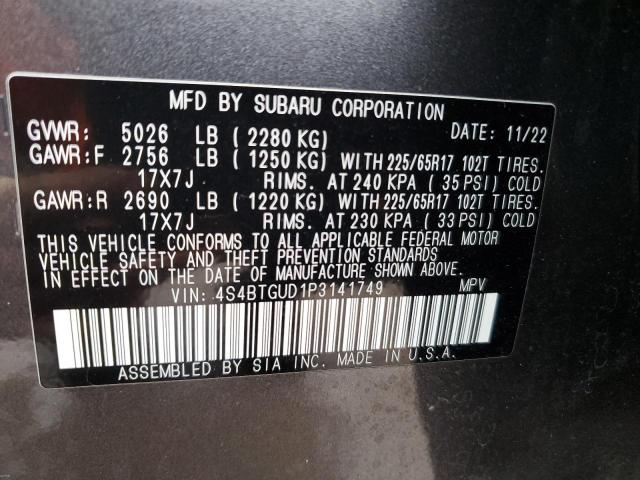 MFD BY SUBARU CORPORATION
GVWR: 5026 LB ( 2280 KG) DATE: 11/22
GAWR:F 2756 LB ( 1250 KG) WITH 225/65R17 102T TIRES.
17X7J RIMS. AT 240 KPA ( 35 PSI) COLD
GAWR:R 2690 LB ( 1220 KG) WITH 225/65R17 102T TIRES.
17X7J RIMS. AT 230 KPA ( 33 PSI) COLD
THIS VEHICLE CONFORMS TO ALL APPLICABLE FEDERAL MOTOR
VEHICLE SAFETY AND THEFT PREVENTION STANDARDS
IN EFFECT ON THE DATE OF MANUFACTURE SHOWN ABOVE.
VIN: 4S4BTGUD1P3141749 MPV
ASSEMBLED BY SIA INC. MADE IN U.S.A.